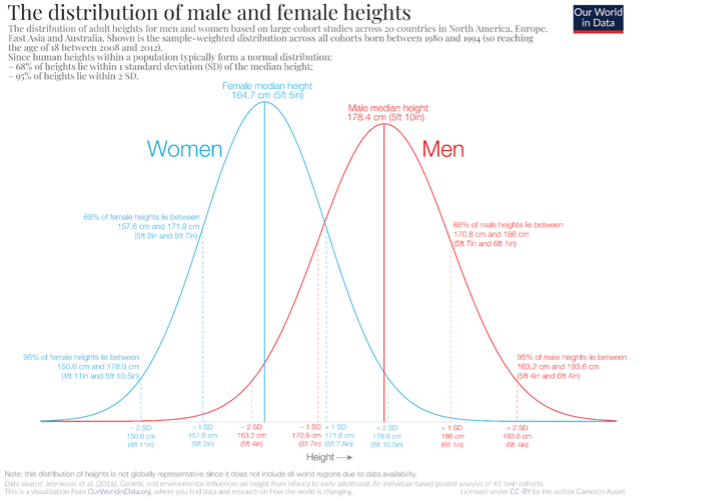 The distribution of male and female heights
Our World
in Data
The distribution of adult heights for men and women based on large cohort studies across 20 countries in North America, Europe,
East Asia and Australia. Shown is the sample-weighted distribution across all cohorts born between 1980 and 1994 (so reaching
the age of 18 between 2008 and 2012).
Since human heights within a population typically form a normal distribution:
– 68% of heights lie within 1 standard deviation (SD) of the median height;
– 95% of heights lie within 2 SD.
Female median height
164.7 cm (5ft 5in)
Male median height
178.4 cm (5ft 10in)
Women
Men
68% of female heights lie between
157.6 cm and 171.8 cm
(5ft 2in and 5ft 7in)
68% of male heights lie between
170.8 cm and 186 cm
(5ft 7in and 6ft 1in)
95% of female heights lie between
150.6 cm and 178.9 cm
(4ft 11in and 5ft 10.5in)
95% of male heights lie between
163.2 cm and 193.6 cm
(5ft 4in and 6ft 4in)
– 2 SD
150.6 cm
(4ft 11in)
– 1 SD
157.6 cm
(5ft 2in)
– 2 SD
163.2 cm
(5ft 4in)
– 1 SD
170.8 cm
(5ft 7in)
+ 1 SD
171.8 cm
(5ft 7.5in)
+ 2 SD
178.9 cm
(5ft 10.5in)
+ 1 SD
186 cm
(6ft 1in)
+ 2 SD
193.6 cm
(6ft 4in)
Height
Note: this distribution of heights is not globally representative since it does not include all world regions due to data availability.
Data source: Jelenkovic et al. (2016). Genetic and environmental influences on height from infancy to early adulthood: An individual-based pooled analysis of 45 twin cohorts.
This is a visualization from OurWorldinData.org, where you find data and research on how the world is changing.
Licensed under CC-BY by the author Cameron Appel.